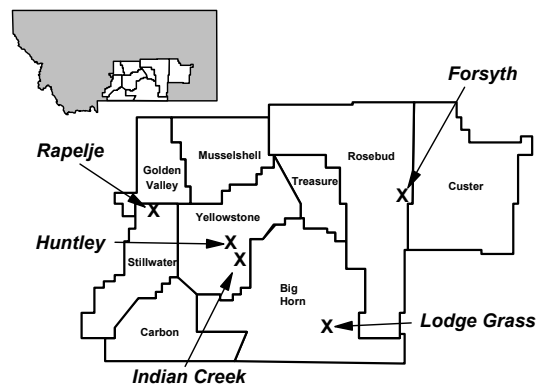 Forsyth
Rapelje
Golden
Valley
Musselshell
Rosebud
Treasure
Custer
X
X
Yellowstone
Huntley
X
X
Stillwater
Big
Horn
Carbon
X
Lodge Grass
Indian Creek